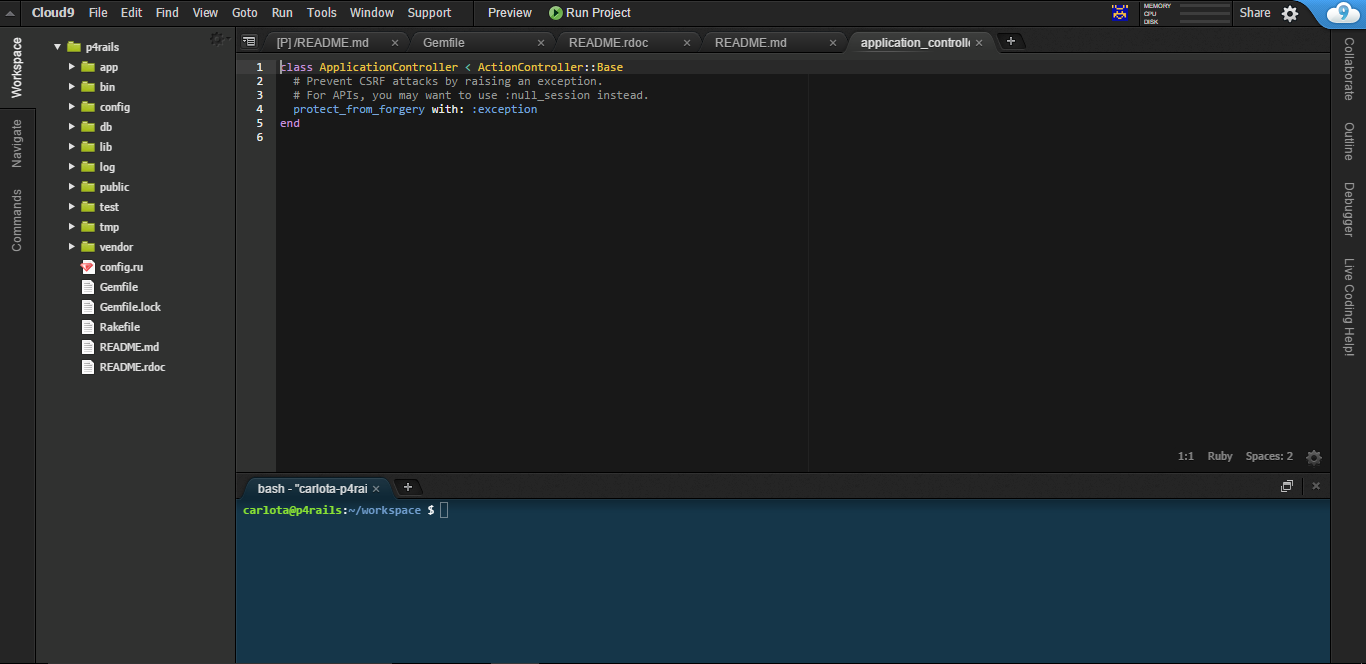 Cloud9 File Edit Find View Goto Run Tools Window Support Preview Run Project MEMORY CPU DISK Share 9
Workspace
Navigate
Commands
p4rails
app
bin
config
db
lib
log
public
test
tmp
vendor
config.ru
Gemfile
Gemfile.lock
Rakefile
README.md
README.rdoc
[P] /README.md × Gemfile × README.rdoc × README.md × application_controll × +
1 class ApplicationController < ActionController::Base
2 # Prevent CSRF attacks by raising an exception.
3 # For APIs, you may want to use :null_session instead.
4 protect_from_forgery with: :exception
5 end
6
1:1 Ruby Spaces: 2
bash - "carlota-p4rai × +
carlota@p4rails:~/workspace $
Collaborate
Outline
Debugger
Live Coding Help!